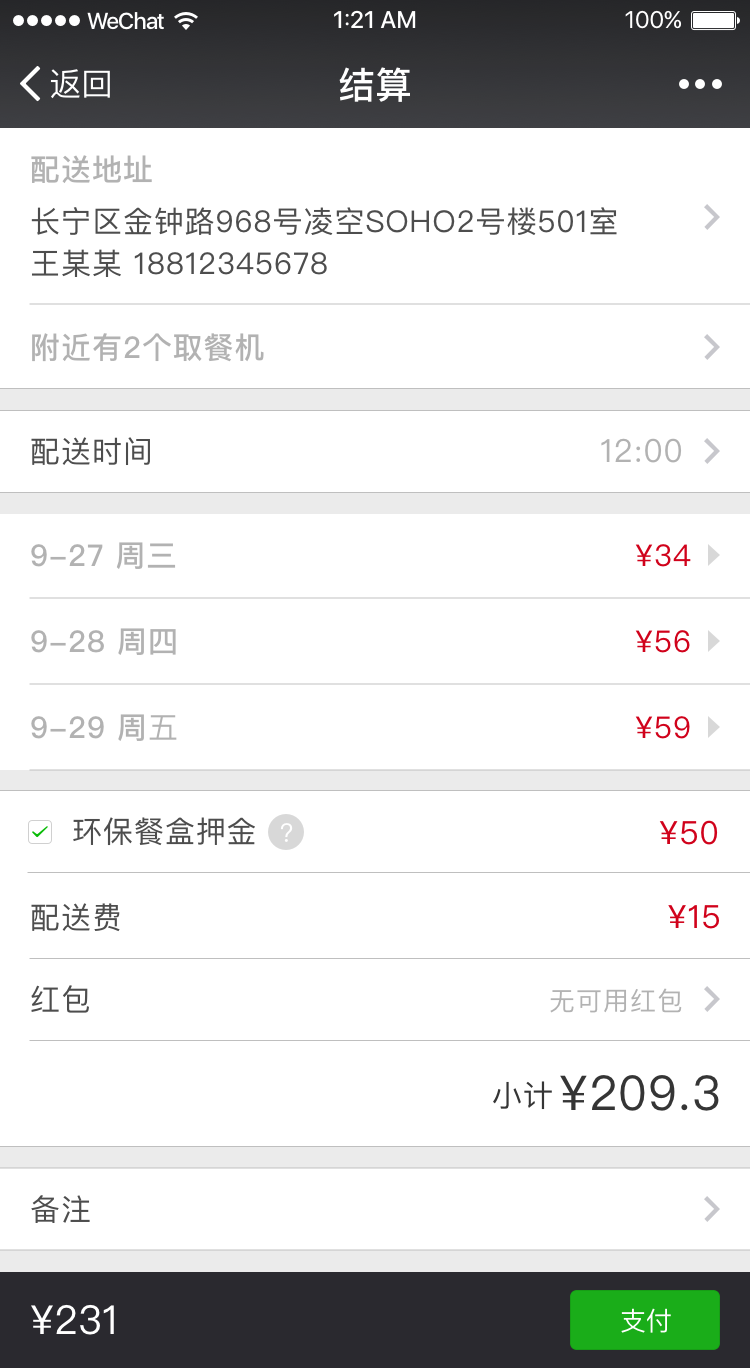 WeChat 1:21 AM 100%
返回 结算
配送地址
长宁区金钟路968号凌空SOHO2号楼501室
王某某 18812345678
附近有2个取餐机
配送时间 12:00
9-27 周三 ¥34
9-28 周四 ¥56
9-29 周五 ¥59
环保餐盒押金 ? ¥50
配送费 ¥15
红包 无可用红包
小计 ¥209.3
备注
¥231 支付